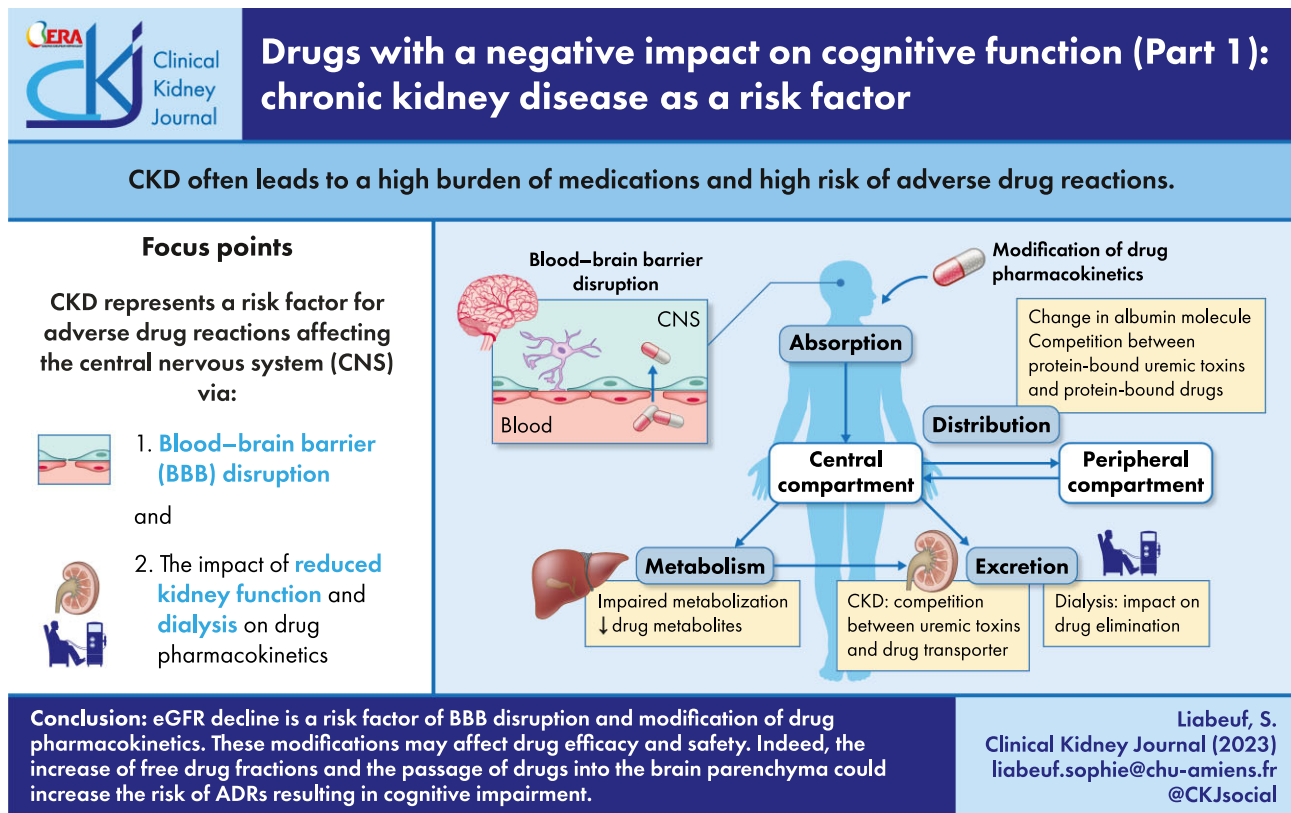 ERA
CKJ
Clinical
Kidney
Journal
Drugs with a negative impact on cognitive function (Part 1):
chronic kidney disease as a risk factor
CKD often leads to a high burden of medications and high risk of adverse drug reactions.
Focus points
CKD represents a risk factor for
adverse drug reactions affecting
the central nervous system (CNS)
via:
1. Blood–brain barrier
(BBB) disruption
and
2. The impact of reduced
kidney function and
dialysis on drug
pharmacokinetics
Blood–brain barrier
disruption
CNS
Blood
Modification of drug
pharmacokinetics
Absorption
Change in albumin molecule
Competition between
protein-bound uremic toxins
and protein-bound drugs
Distribution
Central
compartment
Peripheral
compartment
Metabolism
Impaired metabolization
↓ drug metabolites
Excretion
CKD: competition
between uremic toxins
and drug transporter
Dialysis: impact on
drug elimination
Conclusion: eGFR decline is a risk factor of BBB disruption and modification of drug
pharmacokinetics. These modifications may affect drug efficacy and safety. Indeed, the
increase of free drug fractions and the passage of drugs into the brain parenchyma could
increase the risk of ADRs resulting in cognitive impairment.
Liabeuf, S.
Clinical Kidney Journal (2023)
liabeuf.sophie@chu-amiens.fr
@CKJsocial